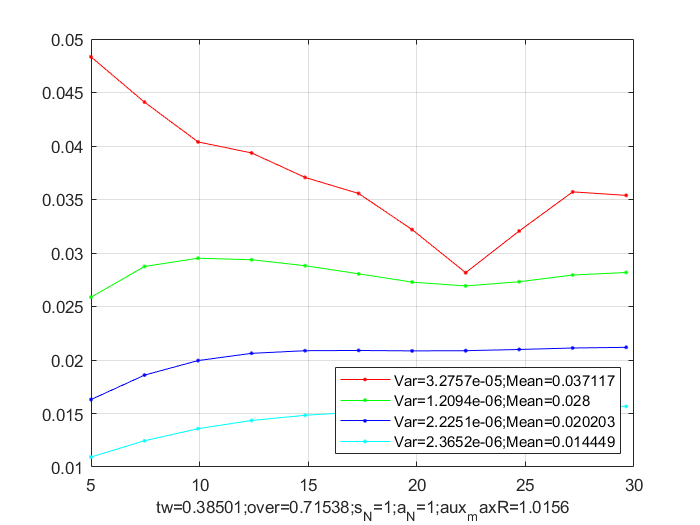 0.05
0.045
0.04
0.035
0.03
0.025
0.02
0.015
0.01
Var=3.2757e-05;Mean=0.037117
Var=1.2094e-06;Mean=0.028
Var=2.2251e-06;Mean=0.020203
Var=2.3652e-06;Mean=0.014449
5 10 15 20 25 30
tw=0.38501;over=0.71538;s_N=1;a_N=1;aux_maxR=1.0156